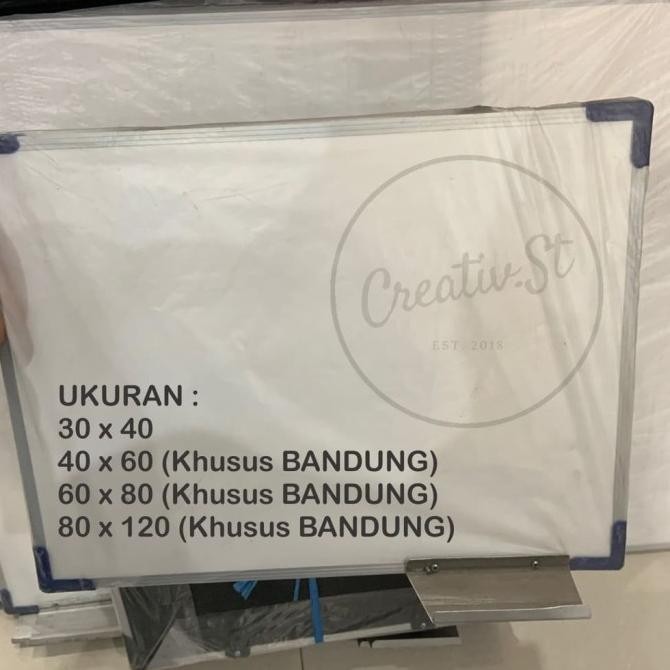 Creativ.St
EST. 2018
UKURAN :
30 x 40
40 x 60 (Khusus BANDUNG)
60 x 80 (Khusus BANDUNG)
80 x 120 (Khusus BANDUNG)